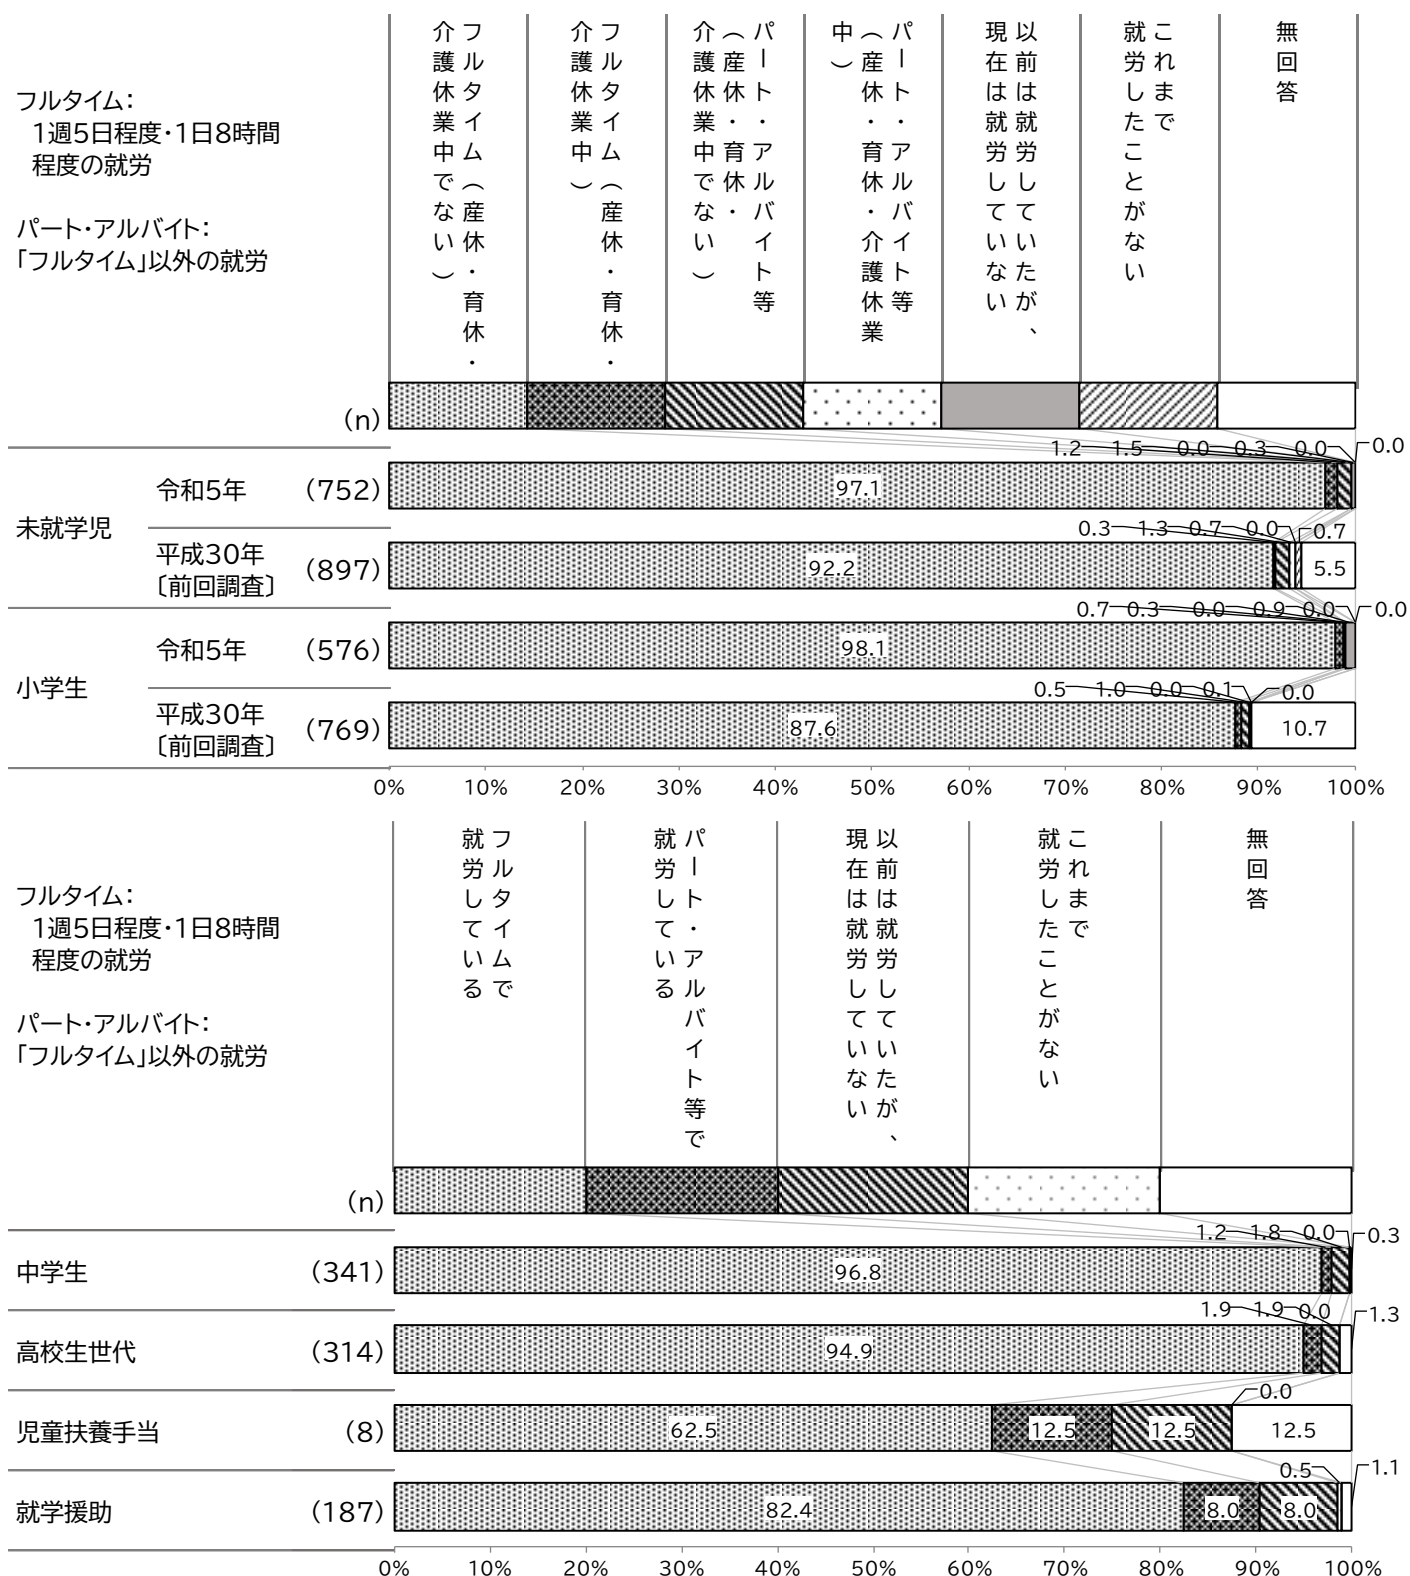 フルタイム（産休・育休・
介護休業中でない）
フルタイム（産休・育休・
介護休業中）
パート・アルバイト等
（産休・育休・
介護休業中でない）
パート・アルバイト等
（産休・育休・介護休業
中）
以前は就労していたが、
現在は就労していない
これまで
就労したことがない
無回答
フルタイム：
1週5日程度・1日8時間
程度の就労
パート・アルバイト：
「フルタイム」以外の就労
(n)
1.2 1.5 0.0 0.3 0.0 0.0
未就学児
令和5年 (752) 97.1
0.3 1.3 0.7 0.0 0.7
平成30年 (897) 92.2 5.5
〔前回調査〕
0.7 0.3 0.0 0.9 0.0 0.0
小学生
令和5年 (576) 98.1
0.5 1.0 0.0 0.1 0.0
平成30年 (769) 87.6 10.7
〔前回調査〕
0% 10% 20% 30% 40% 50% 60% 70% 80% 90% 100%
フルタイムで
就労している
パート・アルバイト等で
就労している
以前は就労していたが、
現在は就労していない
これまで
就労したことがない
無回答
フルタイム：
1週5日程度・1日8時間
程度の就労
パート・アルバイト：
「フルタイム」以外の就労
(n)
1.2 1.8 0.0 0.3
中学生 (341) 96.8
1.9 1.9 0.0 1.3
高校生世代 (314) 94.9
0.0
児童扶養手当 (8) 62.5 12.5 12.5 12.5
0.5 1.1
就学援助 (187) 82.4 8.0 8.0
0% 10% 20% 30% 40% 50% 60% 70% 80% 90% 100%